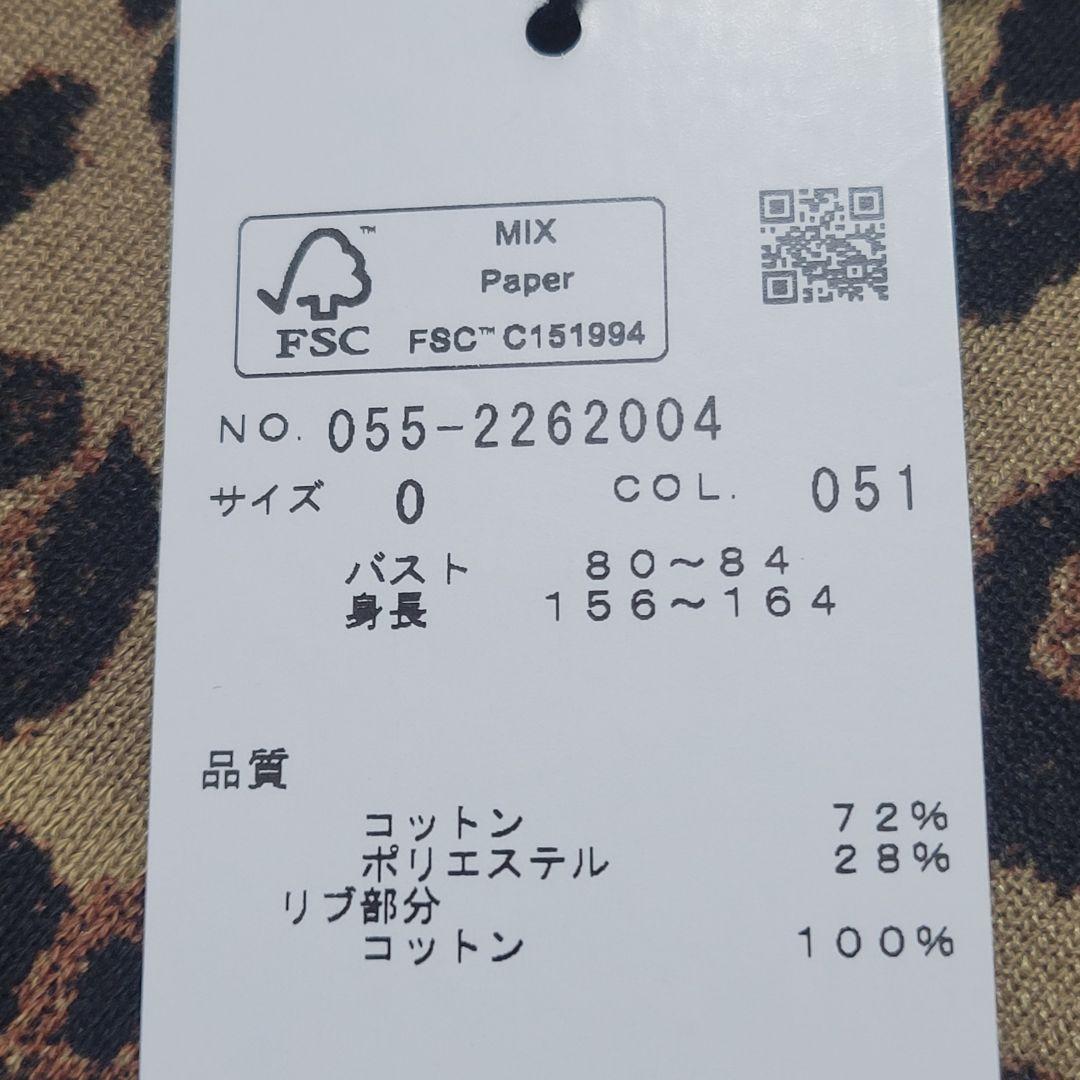 MIX
Paper
FSC™ FSC™ C151994
NO. 055-2262004
サイズ 0 COL. 051
バスト 80～84
身長 156～164
品質
コットン 72%
ポリエステル 28%
リブ部分
コットン 100%